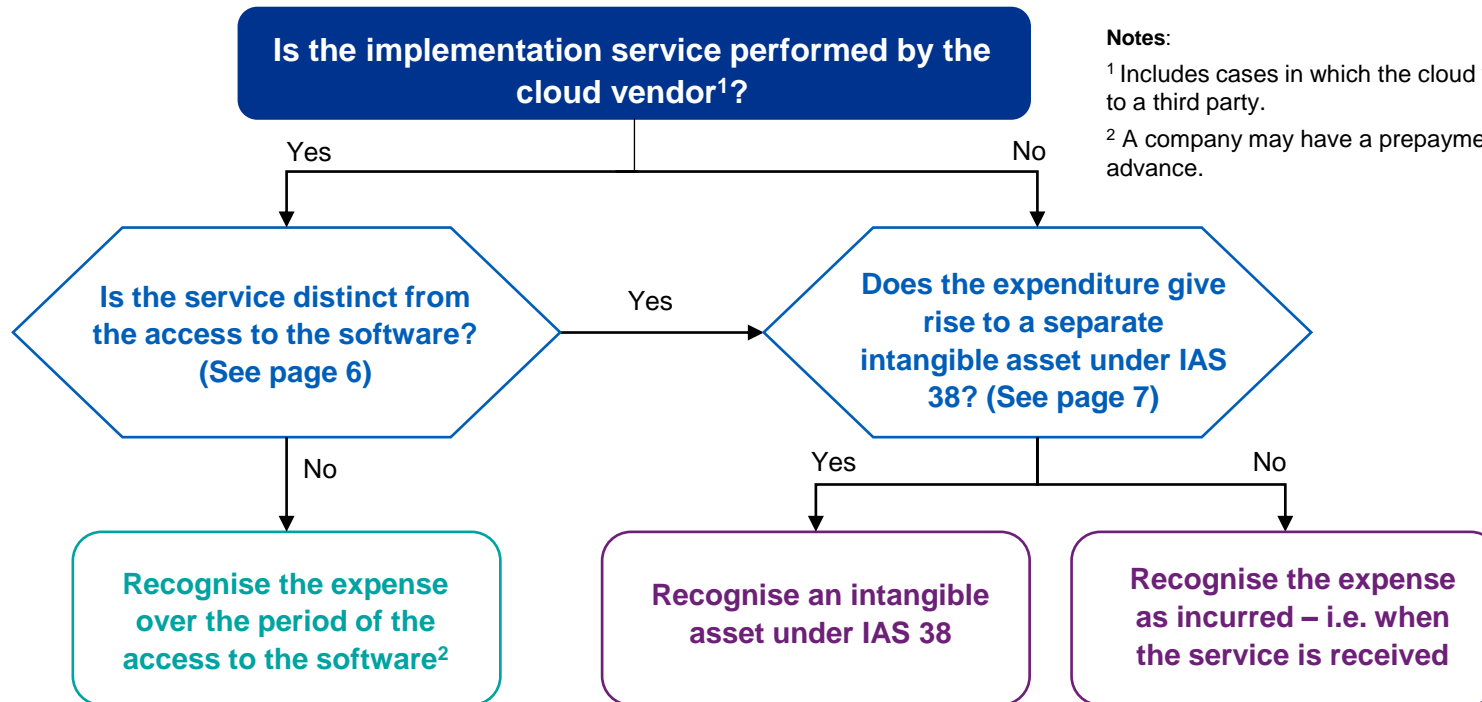 Is the implementation service performed by the
cloud vendor¹?
Notes:
¹ Includes cases in which the cloud
to a third party.
² A company may have a prepayme
advance.
Yes
No
Is the service distinct from
the access to the software?
(See page 6)
Yes
Does the expenditure give
rise to a separate
intangible asset under IAS
38? (See page 7)
No
Yes
No
Recognise the expense
over the period of the
access to the software²
Recognise an intangible
asset under IAS 38
Recognise the expense
as incurred – i.e. when
the service is received